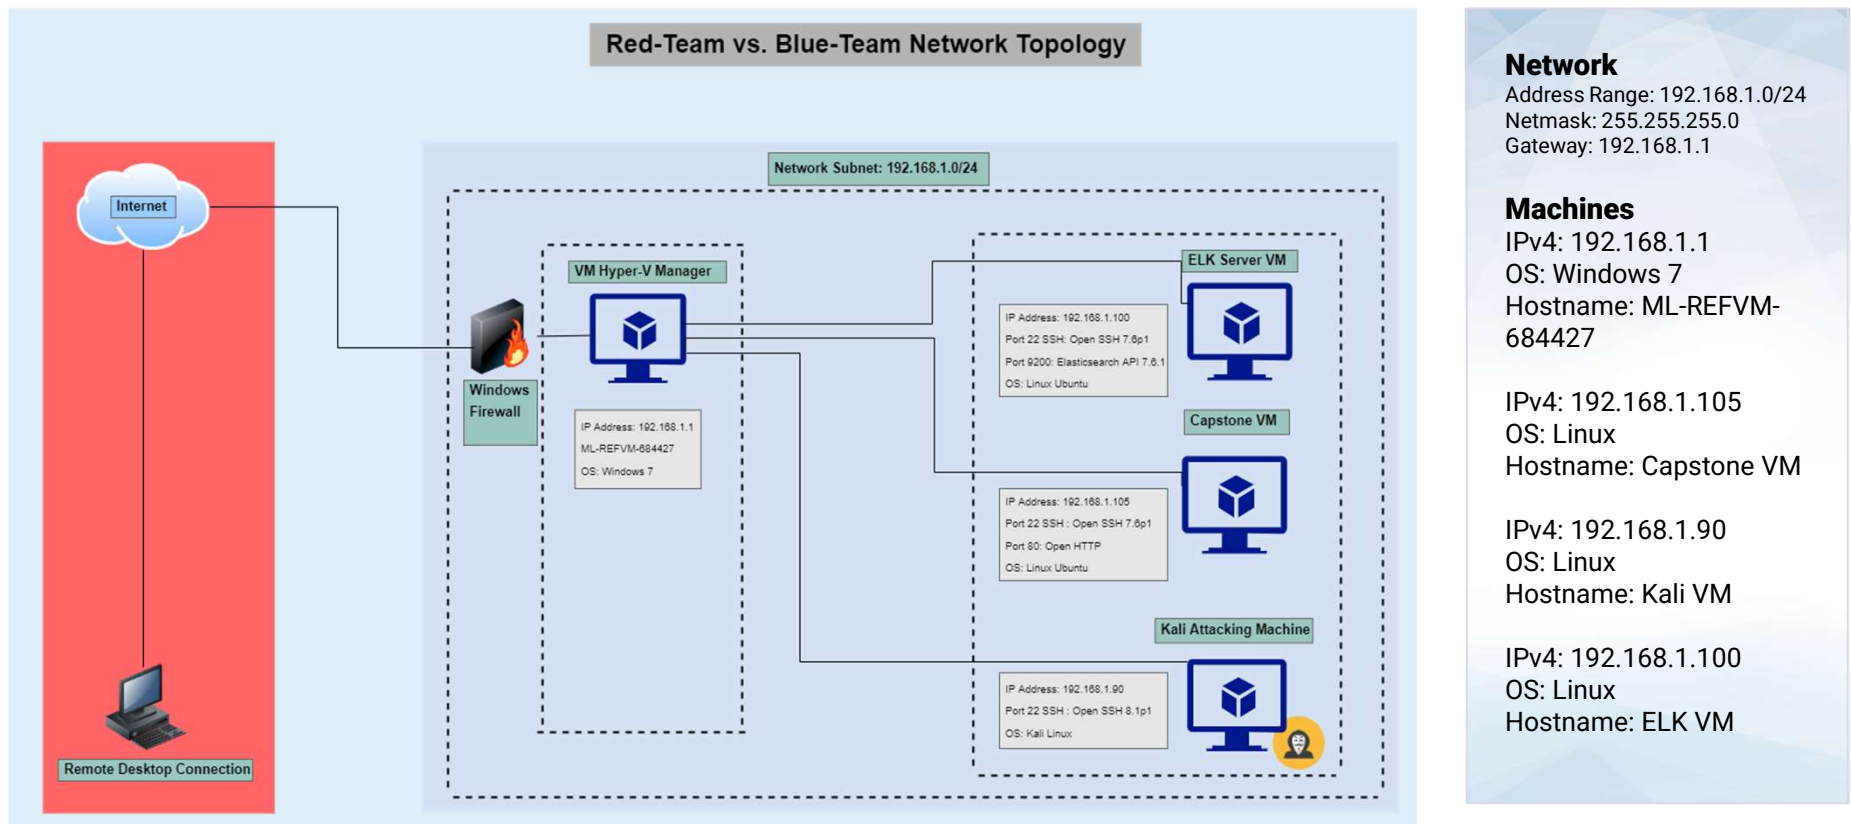 Red-Team vs. Blue-Team Network Topology
Network Subnet: 192.168.1.0/24
Internet
Remote Desktop Connection
Windows
Firewall
VM Hyper-V Manager
IP Address: 192.168.1.1
ML-REFVM-684427
OS: Windows 7
ELK Server VM
IP Address: 192.168.1.100
Port 22 SSH: Open SSH 7.6p1
Port 9200: Elasticsearch API 7.6.1
OS: Linux Ubuntu
Capstone VM
IP Address: 192.168.1.105
Port 22 SSH : Open SSH 7.6p1
Port 80: Open HTTP
OS: Linux Ubuntu
Kali Attacking Machine
IP Address: 192.168.1.90
Port 22 SSH : Open SSH 8.1p1
OS: Kali Linux
Network
Address Range: 192.168.1.0/24
Netmask: 255.255.255.0
Gateway: 192.168.1.1
Machines
IPv4: 192.168.1.1
OS: Windows 7
Hostname: ML-REFVM-
684427
IPv4: 192.168.1.105
OS: Linux
Hostname: Capstone VM
IPv4: 192.168.1.90
OS: Linux
Hostname: Kali VM
IPv4: 192.168.1.100
OS: Linux
Hostname: ELK VM